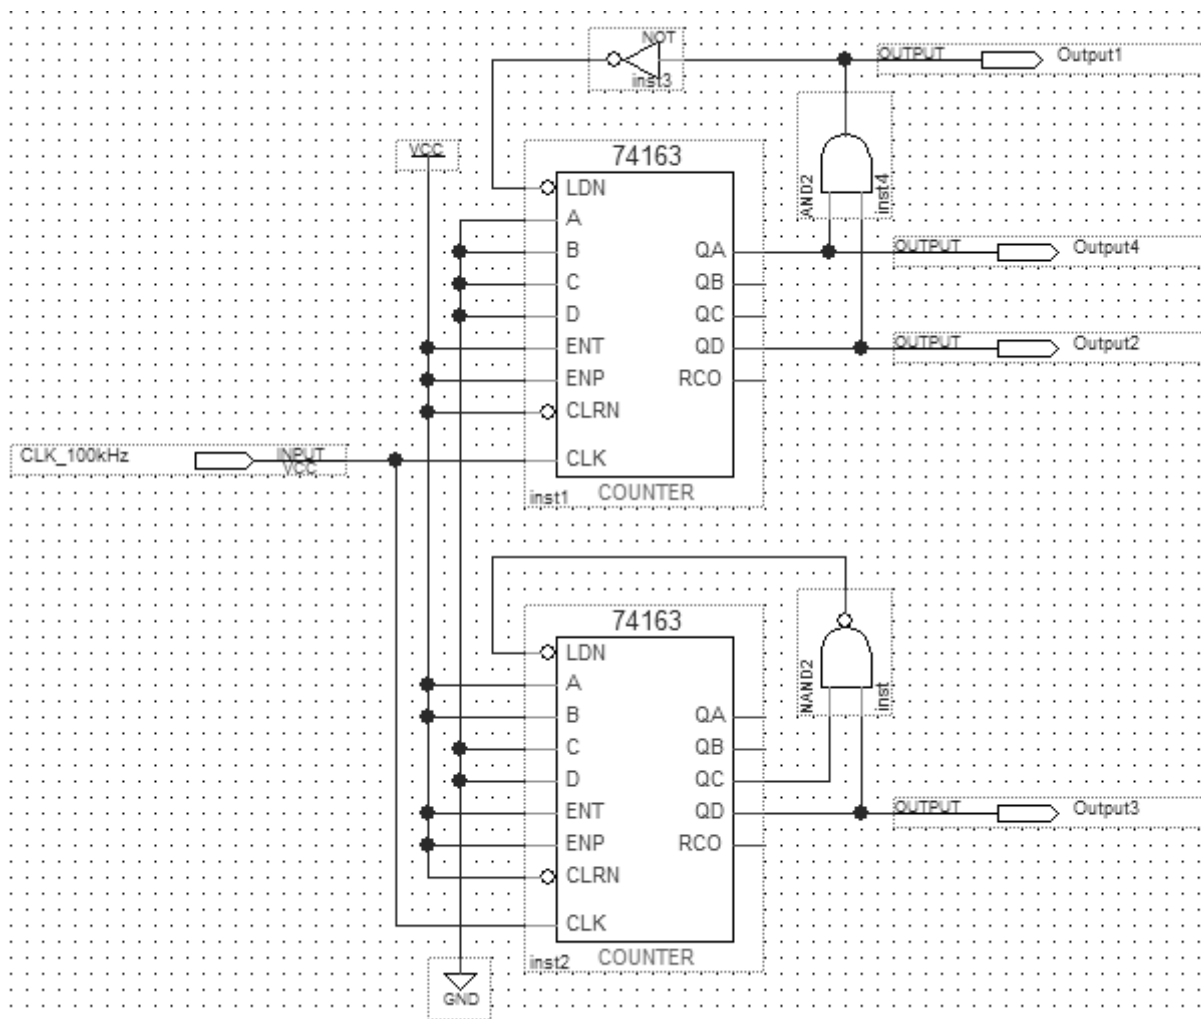 NOT
inst3
OUTPUT
Output1
VCC
74163
LDN
A
B
C
D
ENT
ENP
CLRN
CLK
QA
QB
QC
QD
RCO
inst1
COUNTER
AND2
inst4
OUTPUT
Output4
OUTPUT
Output2
CLK_100kHz
INPUT
VCC
74163
LDN
A
B
C
D
ENT
ENP
CLRN
CLK
QA
QB
QC
QD
RCO
inst2
COUNTER
NAND2
inst
OUTPUT
Output3
GND